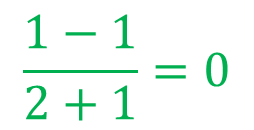 1 − 1
2 + 1 = 0